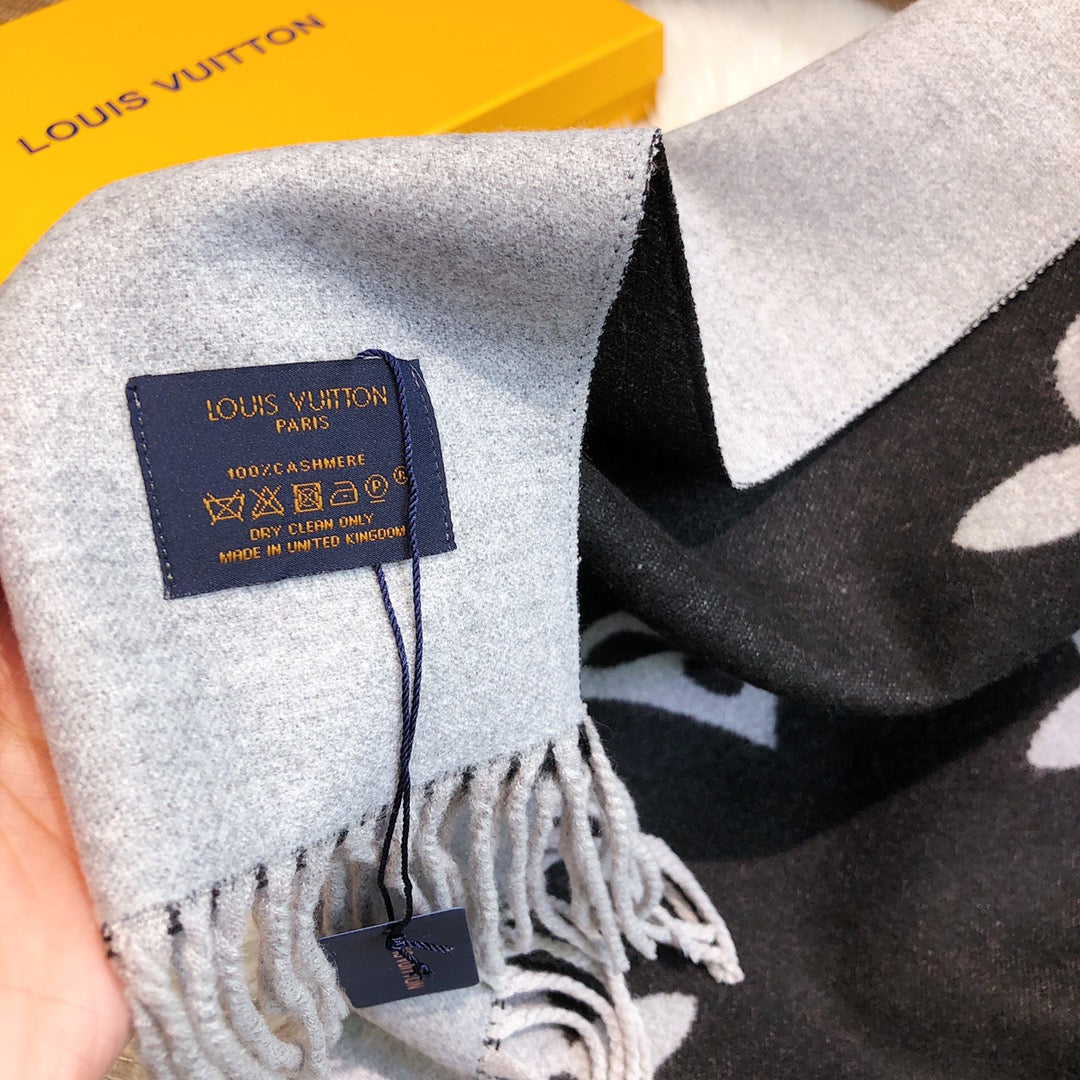 LOUIS VUITTON
LOUIS VUITTON
PARIS
100%CASHMERE
P
®
DRY CLEAN ONLY
MADE IN UNITED KINGDOM